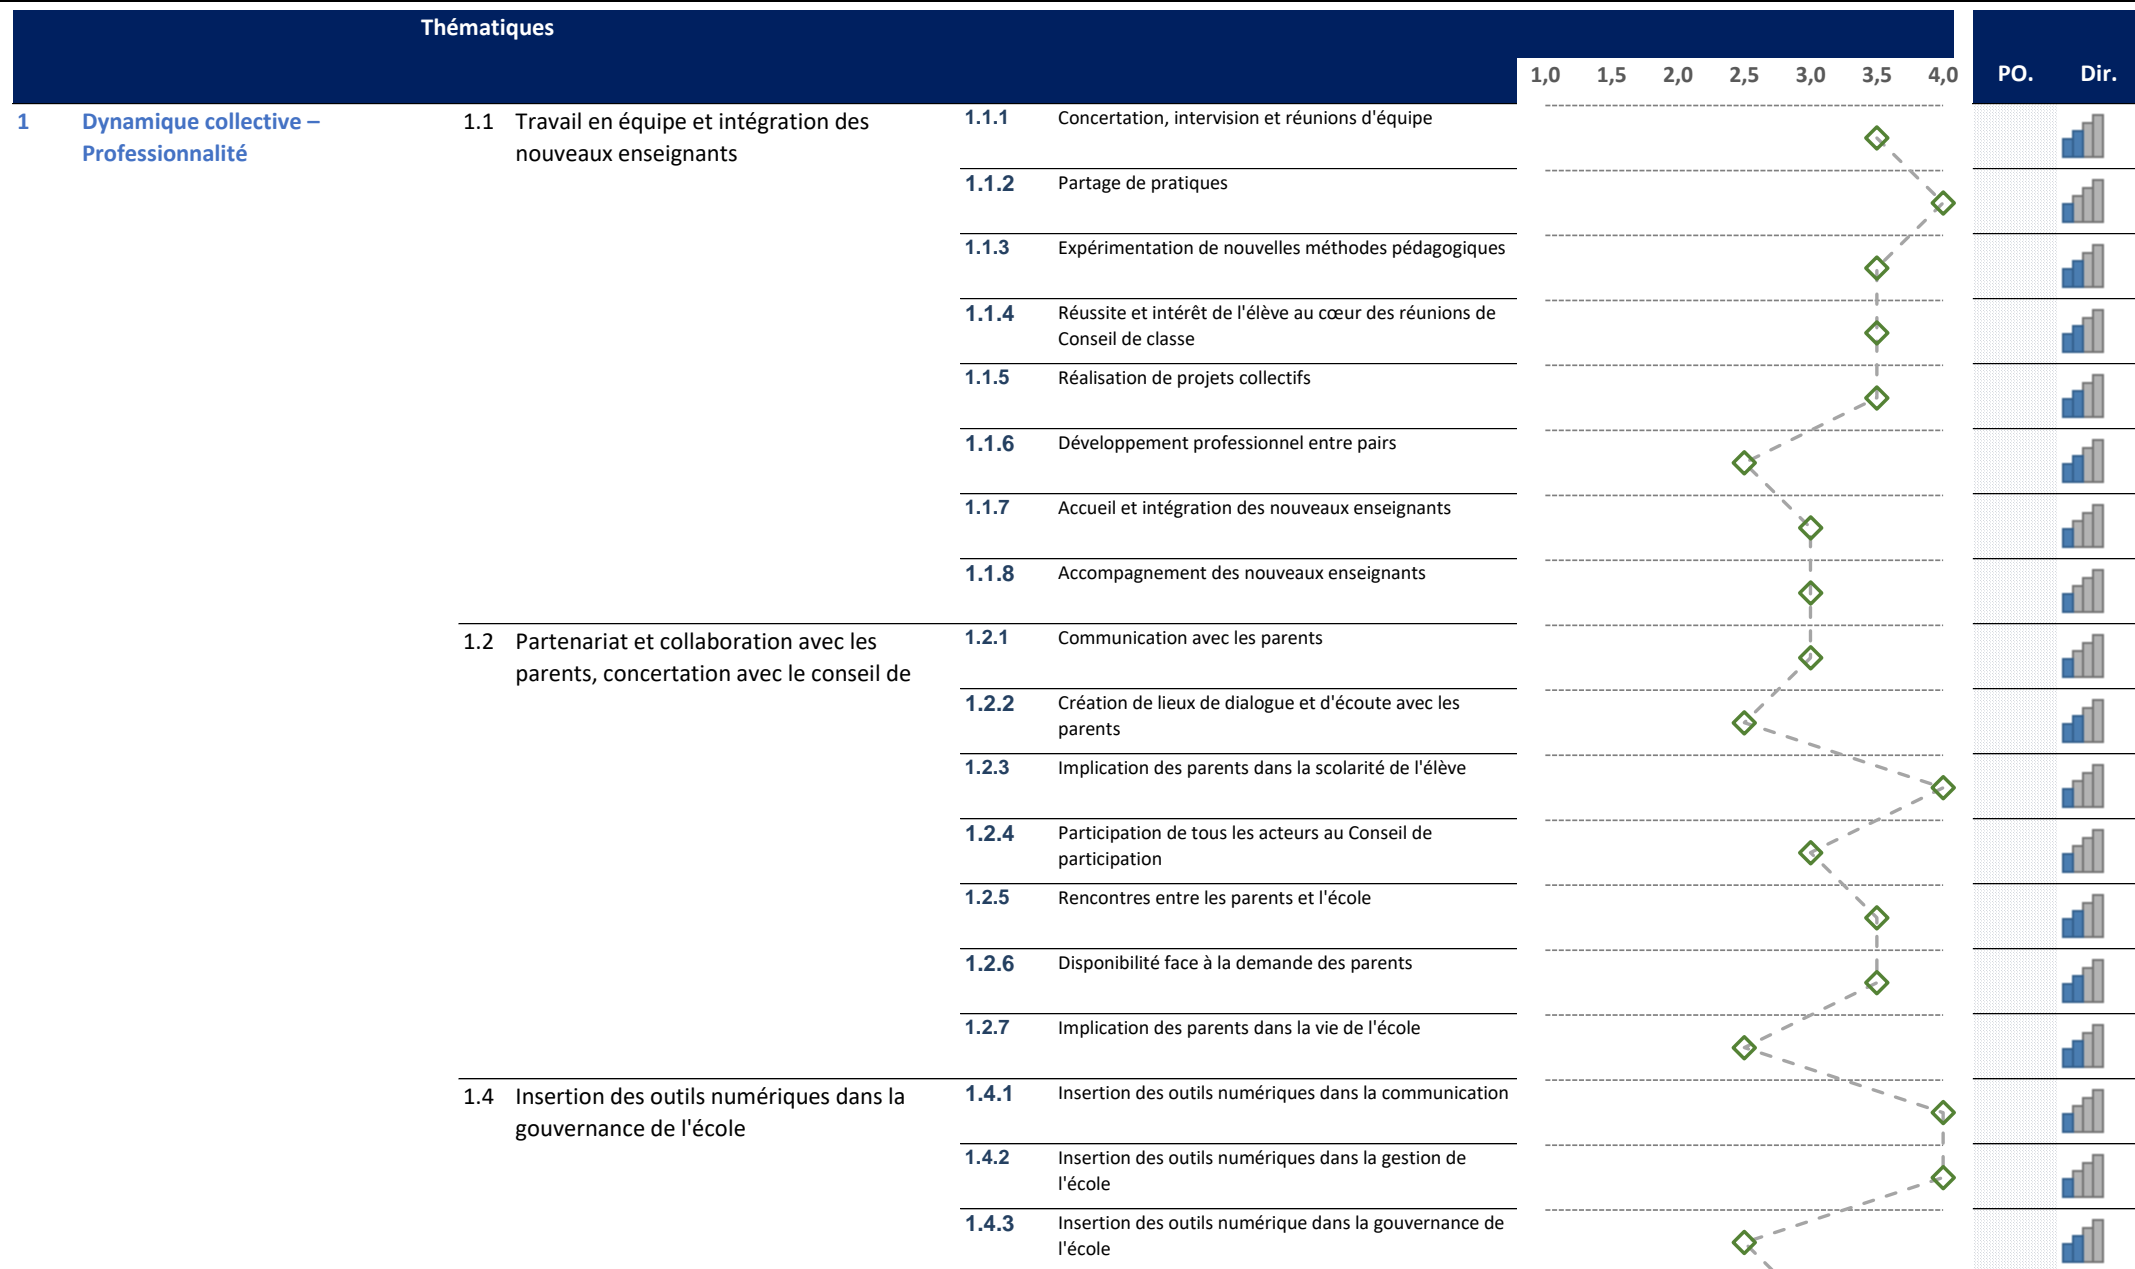 Thématiques
1,0 1,5 2,0 2,5 3,0 3,5 4,0 PO. Dir.
1 Dynamique collective –
Professionnalité
1.1 Travail en équipe et intégration des
nouveaux enseignants
1.1.1 Concertation, intervision et réunions d'équipe
1.1.2 Partage de pratiques
1.1.3 Expérimentation de nouvelles méthodes pédagogiques
1.1.4 Réussite et intérêt de l'élève au cœur des réunions de
Conseil de classe
1.1.5 Réalisation de projets collectifs
1.1.6 Développement professionnel entre pairs
1.1.7 Accueil et intégration des nouveaux enseignants
1.1.8 Accompagnement des nouveaux enseignants
1.2 Partenariat et collaboration avec les
parents, concertation avec le conseil de
1.2.1 Communication avec les parents
1.2.2 Création de lieux de dialogue et d'écoute avec les
parents
1.2.3 Implication des parents dans la scolarité de l'élève
1.2.4 Participation de tous les acteurs au Conseil de
participation
1.2.5 Rencontres entre les parents et l'école
1.2.6 Disponibilité face à la demande des parents
1.2.7 Implication des parents dans la vie de l'école
1.4 Insertion des outils numériques dans la
gouvernance de l'école
1.4.1 Insertion des outils numériques dans la communication
1.4.2 Insertion des outils numériques dans la gestion de
l'école
1.4.3 Insertion des outils numérique dans la gouvernance de
l'école